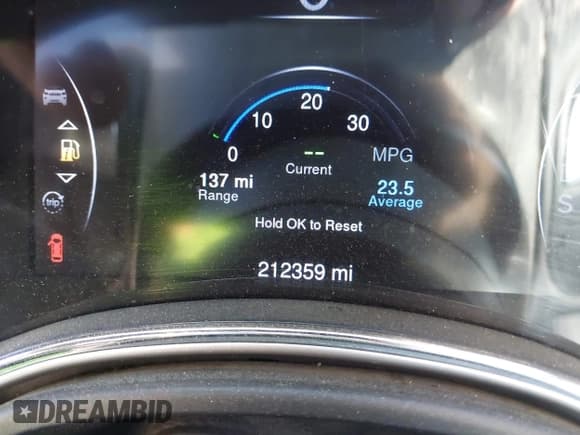 20
10 30
0 -- MPG
Current
137 mi 23.5
Range Average
Hold OK to Reset
trip
212359 mi
S
DREAMBID